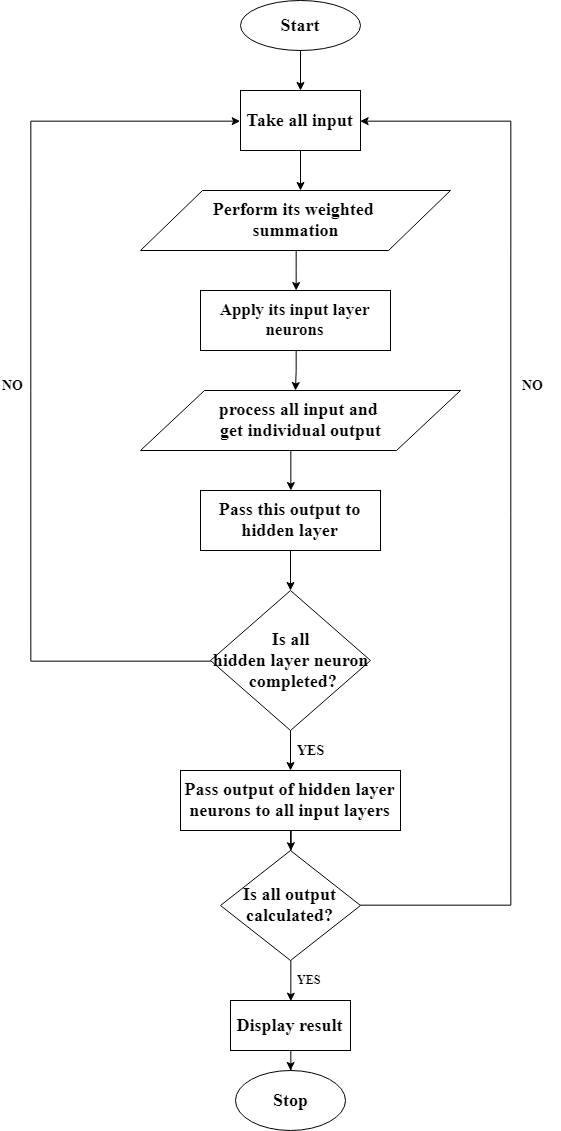 Start
Take all input
Perform its weighted
summation
Apply its input layer
neurons
NO
NO
process all input and
get individual output
Pass this output to
hidden layer
Is all
hidden layer neuron
completed?
YES
Pass output of hidden layer
neurons to all input layers
Is all output
calculated?
YES
Display result
Stop